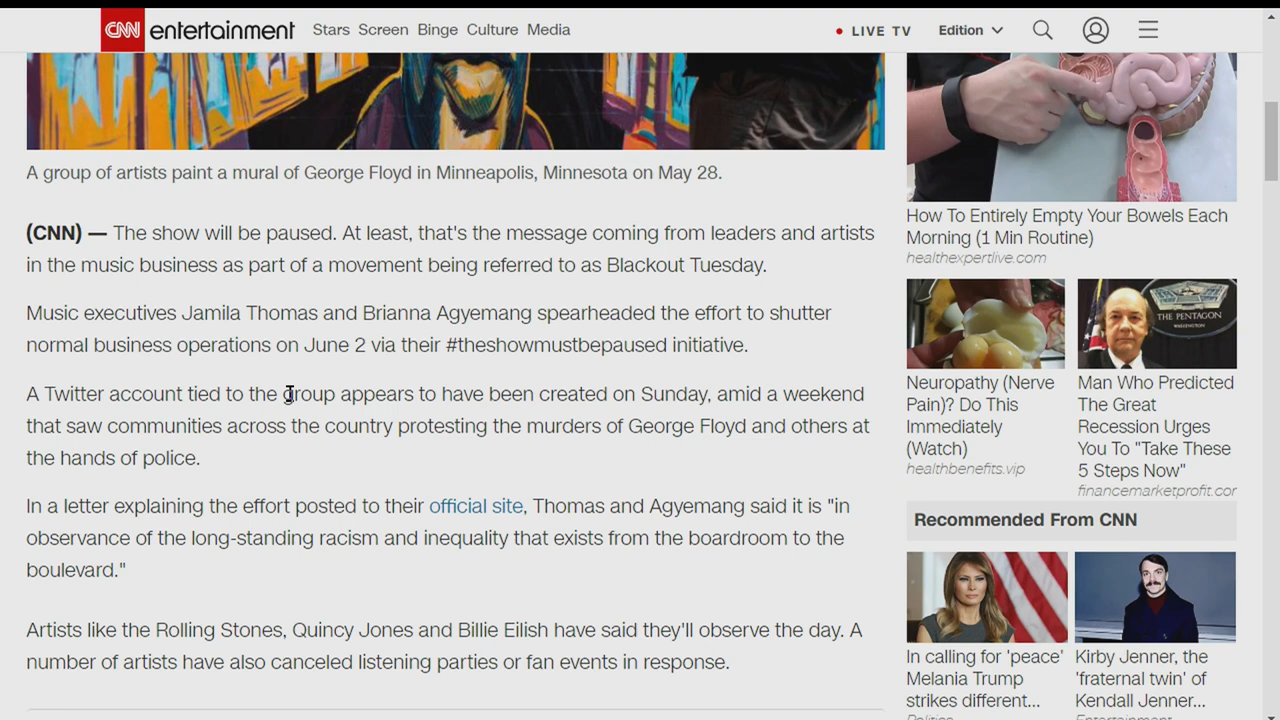 CNN entertainment Stars Screen Binge Culture Media LIVE TV Edition
A group of artists paint a mural of George Floyd in Minneapolis, Minnesota on May 28.
(CNN) — The show will be paused. At least, that's the message coming from leaders and artists
in the music business as part of a movement being referred to as Blackout Tuesday.
Music executives Jamila Thomas and Brianna Agyemang spearheaded the effort to shutter
normal business operations on June 2 via their #theshowmustbepaused initiative.
A Twitter account tied to the group appears to have been created on Sunday, amid a weekend
that saw communities across the country protesting the murders of George Floyd and others at
the hands of police.
In a letter explaining the effort posted to their official site, Thomas and Agyemang said it is "in
observance of the long-standing racism and inequality that exists from the boardroom to the
boulevard."
Artists like the Rolling Stones, Quincy Jones and Billie Eilish have said they'll observe the day. A
number of artists have also canceled listening parties or fan events in response.
How To Entirely Empty Your Bowels Each
Morning (1 Min Routine)
healthexpertlive.com
Neuropathy (Nerve
Pain)? Do This
Immediately
(Watch)
healthbenefits.vip
THE PENTAGON
WASHINGTON
Man Who Predicted
The Great
Recession Urges
You To "Take These
5 Steps Now"
financemarketprofit.cor
Recommended From CNN
In calling for 'peace'
Melania Trump
strikes different...
Politics
Kirby Jenner, the
'fraternal twin' of
Kendall Jenner...
Entertainment